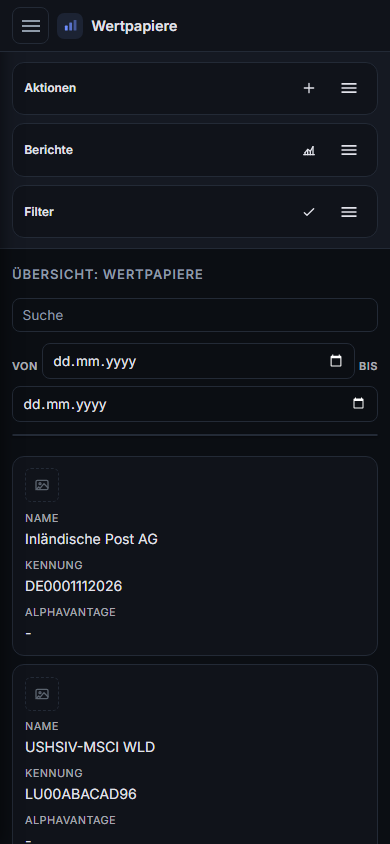 Wertpapiere
Aktionen
Berichte
Filter
ÜBERSICHT: WERTPAPIERE
Suche
VON dd.mm.yyyy BIS
dd.mm.yyyy
NAME
Inländische Post AG
KENNUNG
DE0001112026
ALPHAVANTAGE
-
NAME
USHSIV-MSCI WLD
KENNUNG
LU00ABACAD96
ALPHAVANTAGE
-